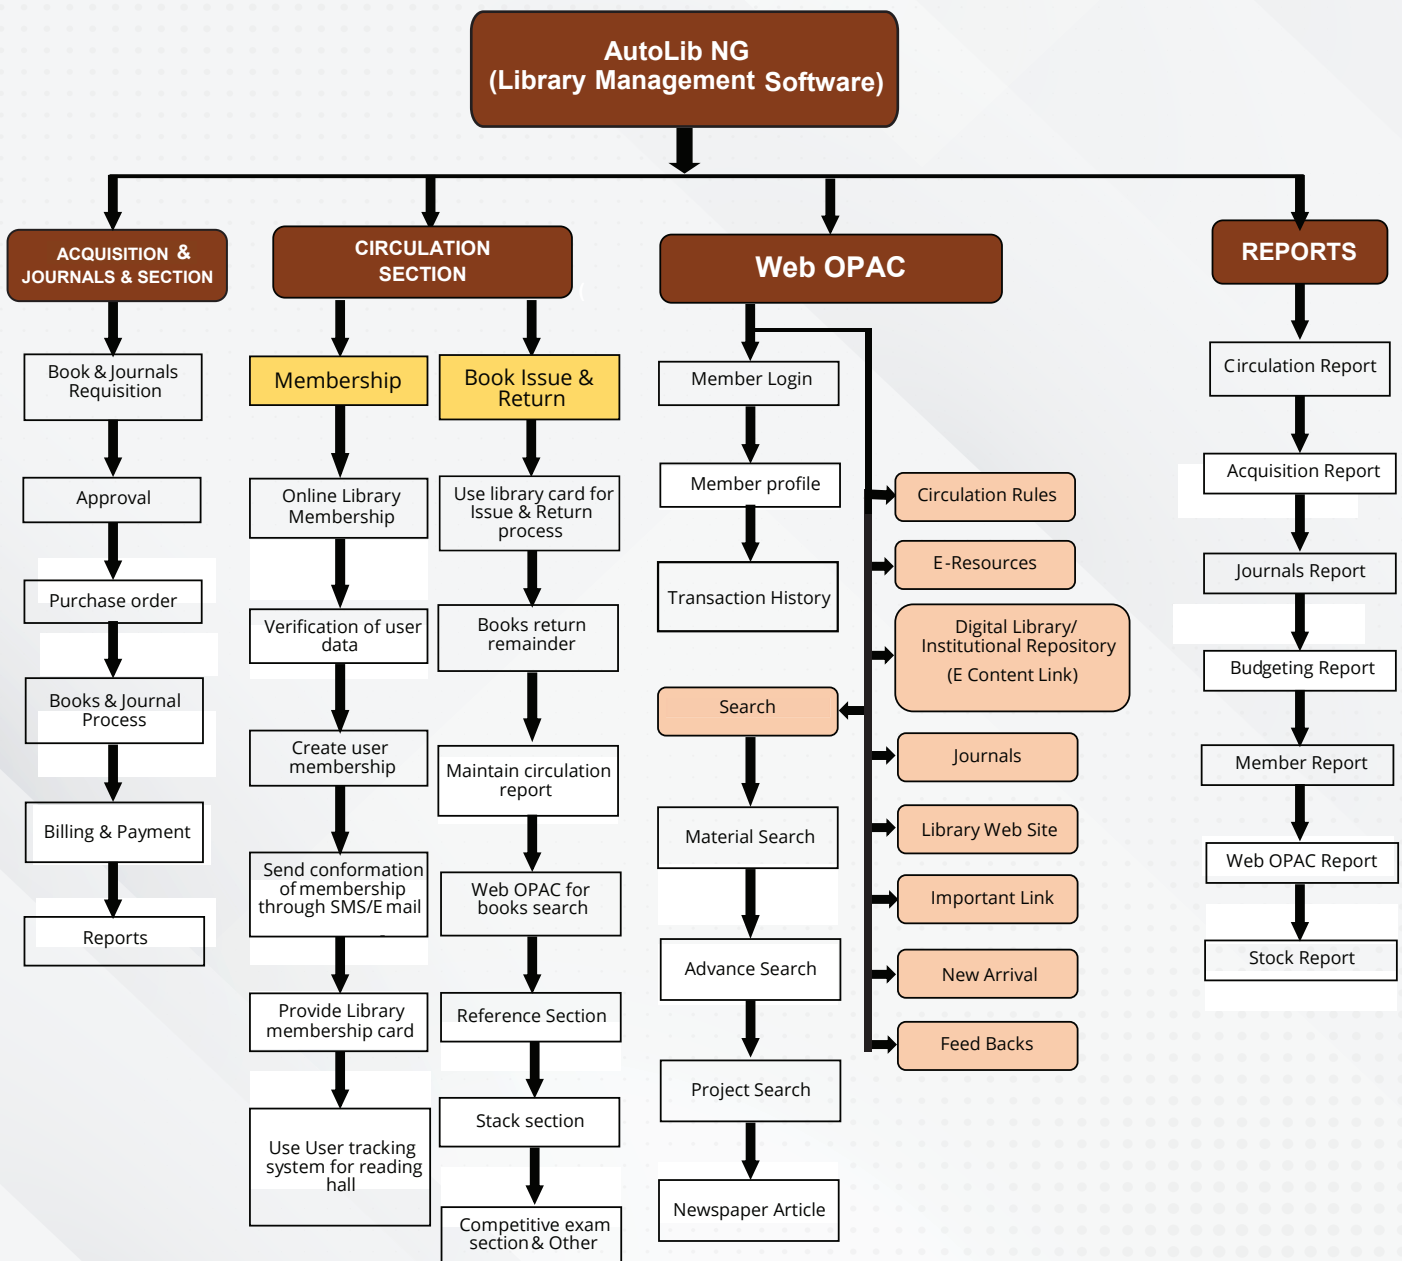 AutoLib NG
(Library Management Software)
ACQUISITION &
JOURNALS & SECTION
Book & Journals
Requisition
Approval
Purchase order
Books & Journal
Process
Billing & Payment
Reports
CIRCULATION
SECTION
(
Membership
Online Library
Membership
Verification of user
data
Create user
membership
Send conformation
of membership
through SMS/E mail
Provide Library
membership card
Use User tracking
system for reading
hall
Book Issue &
Return
Use library card for
Issue & Return
process
Books return
remainder
Maintain circulation
report
Web OPAC for
books search
Reference Section
Stack section
Competitive exam
section & Other
Web OPAC
Member Login
Member profile
Transaction History
Search
Material Search
Advance Search
Project Search
Newspaper Article
Circulation Rules
E-Resources
Digital Library/
Institutional Repository
(E Content Link)
Journals
Library Web Site
Important Link
New Arrival
Feed Backs
REPORTS
Circulation Report
Acquisition Report
Journals Report
Budgeting Report
Member Report
Web OPAC Report
Stock Report